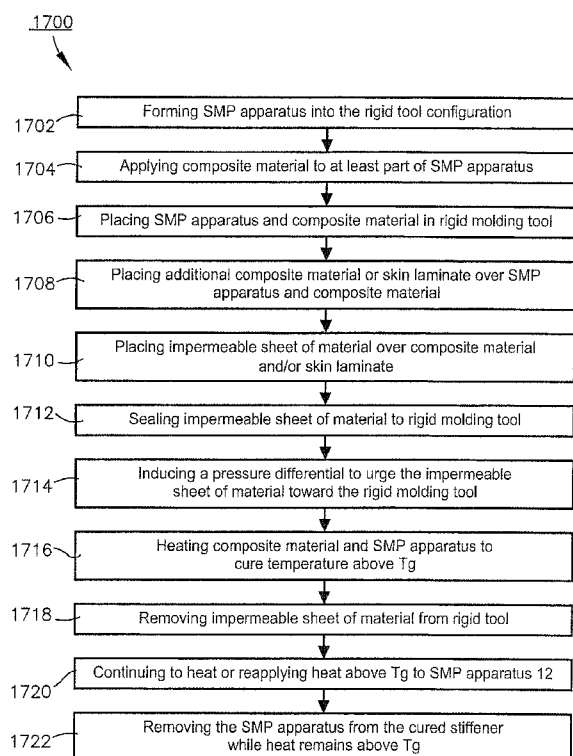 1700
1702
Forming SMP apparatus into the rigid tool configuration
1704
Applying composite material to at least part of SMP apparatus
1706
Placing SMP apparatus and composite material in rigid molding tool
1708
Placing additional composite material or skin laminate over SMP
apparatus and composite material
1710
Placing impermeable sheet of material over composite material
and/or skin laminate
1712
Sealing impermeable sheet of material to rigid molding tool
1714
Inducing a pressure differential to urge the impermeable
sheet of material toward the rigid molding tool
1716
Heating composite material and SMP apparatus to
cure temperature above Tg
1718
Removing impermeable sheet of material from rigid tool
1720
Continuing to heat or reapplying heat above Tg to SMP apparatus 12
1722
Removing the SMP apparatus from the cured stiffener
while heat remains above Tg